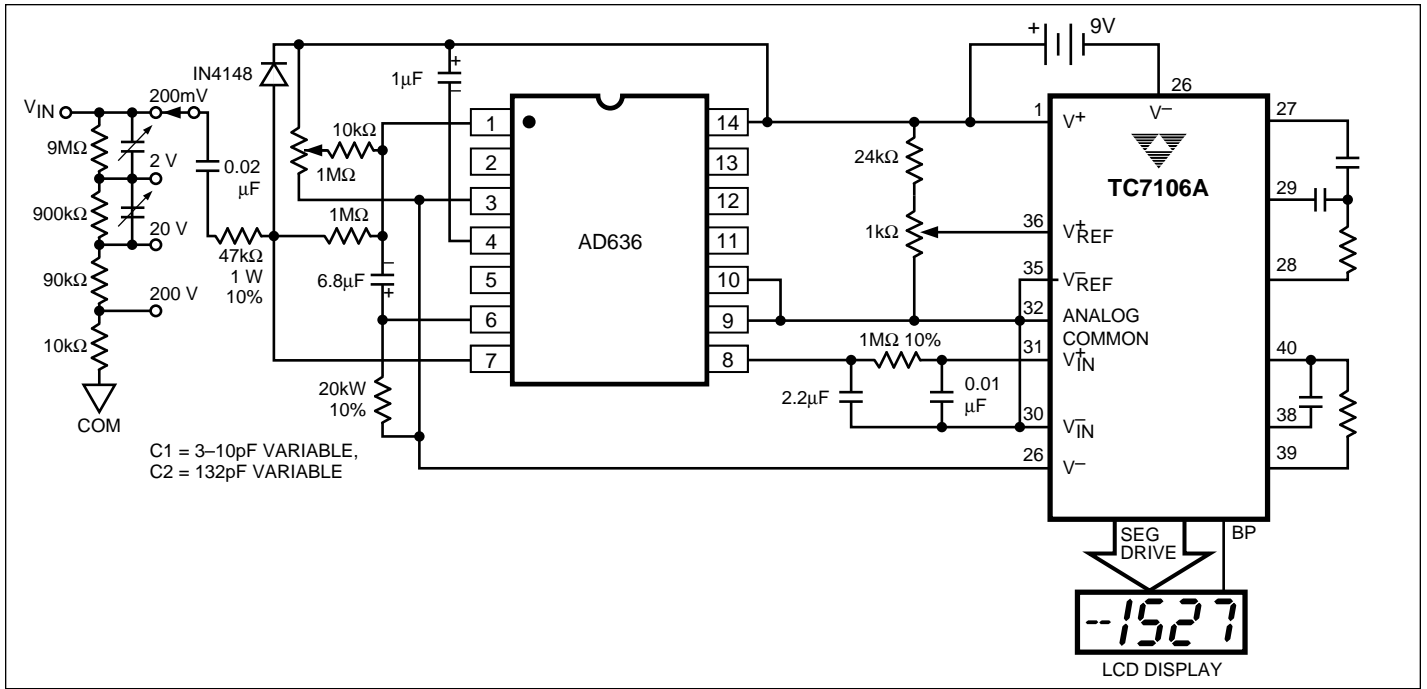 VIN
9MΩ
900kΩ
90kΩ
10kΩ
COM
200mV
2 V
20 V
200 V
0.02
µF
47kΩ
1 W
10%
IN4148
1µF
+
–
10kΩ
1MΩ
1MΩ
6.8µF
–
+
20kW
10%
C1 = 3–10pF VARIABLE,
C2 = 132pF VARIABLE
AD636
1
2
3
4
5
6
7
14
13
12
11
10
9
8
24kΩ
1kΩ
1MΩ 10%
2.2µF
0.01
µF
+
9V
26
V–
TC7106A
1
V+
36
V+REF
35
V–REF
32
ANALOG
COMMON
31
V+IN
30
V–IN
26
V–
27
29
28
40
38
39
SEG
DRIVE
BP
--1527
LCD DISPLAY